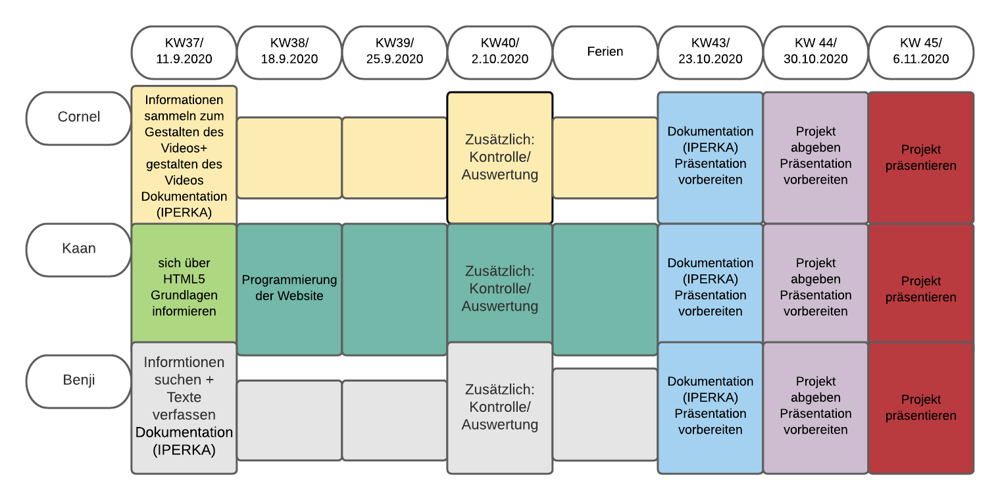 KW37/
11.9.2020
KW38/
18.9.2020
KW39/
25.9.2020
KW40/
2.10.2020
Ferien
KW43/
23.10.2020
KW 44/
30.10.2020
KW 45/
6.11.2020
Cornel
Informationen
sammeln zum
Gestalten des
Videos+
gestalten des
Videos
Dokumentation
(IPERKA)
Zusätzlich:
Kontrolle/
Auswertung
Dokumentation
(IPERKA)
Präsentation
vorbereiten
Projekt
abgeben
Präsentation
vorbereiten
Projekt
präsentieren
Kaan
sich über
HTML5
Grundlagen
informieren
Programmierung
der Website
Zusätzlich:
Kontrolle/
Auswertung
Dokumentation
(IPERKA)
Präsentation
vorbereiten
Projekt
abgeben
Präsentation
vorbereiten
Projekt
präsentieren
Benji
Informtionen
suchen +
Texte
verfassen
Dokumentation
(IPERKA)
Zusätzlich:
Kontrolle/
Auswertung
Dokumentation
(IPERKA)
Präsentation
vorbereiten
Projekt
abgeben
Präsentation
vorbereiten
Projekt
präsentieren